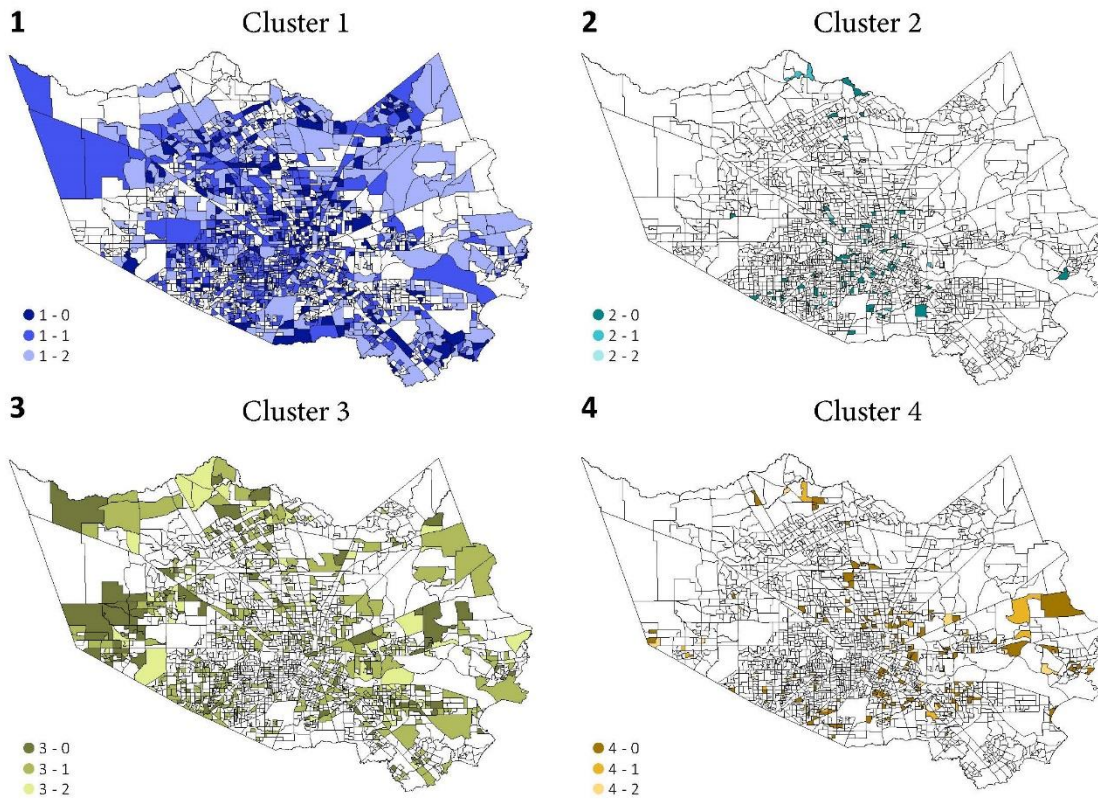 1 Cluster 1
1 - 0
1 - 1
1 - 2
2 Cluster 2
2 - 0
2 - 1
2 - 2
3 Cluster 3
3 - 0
3 - 1
3 - 2
4 Cluster 4
4 - 0
4 - 1
4 - 2